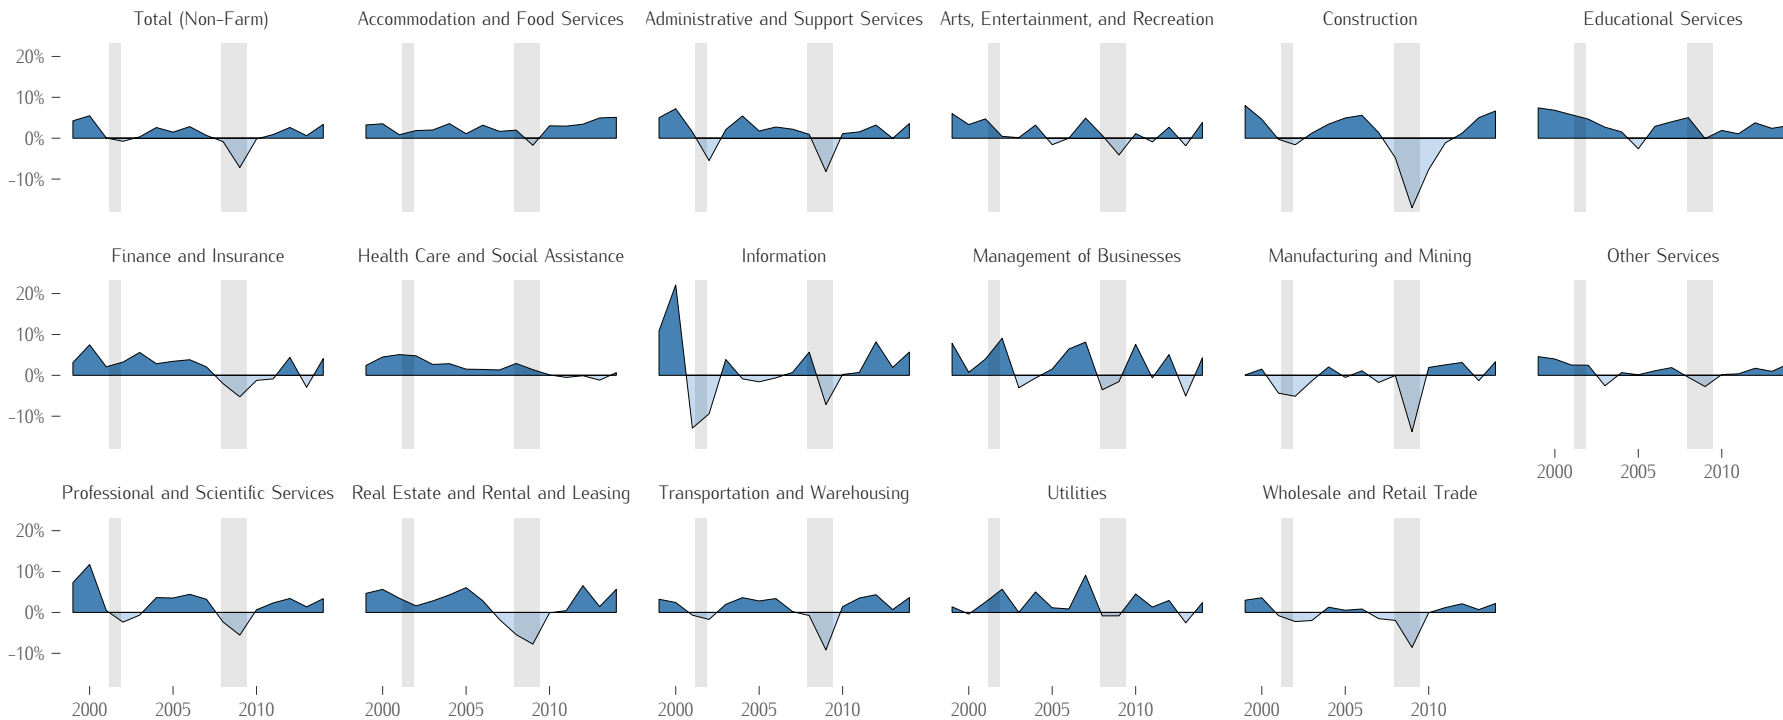 Total (Non-Farm) Accommodation and Food Services Administrative and Support Services Arts, Entertainment, and Recreation Construction Educational Services
20%
10%
0%
-10%
Finance and Insurance Health Care and Social Assistance Information Management of Businesses Manufacturing and Mining Other Services
20%
10%
0%
-10%
2000 2005 2010
Professional and Scientific Services Real Estate and Rental and Leasing Transportation and Warehousing Utilities Wholesale and Retail Trade
20%
10%
0%
-10%
2000 2005 2010 2000 2005 2010 2000 2005 2010 2000 2005 2010 2000 2005 2010